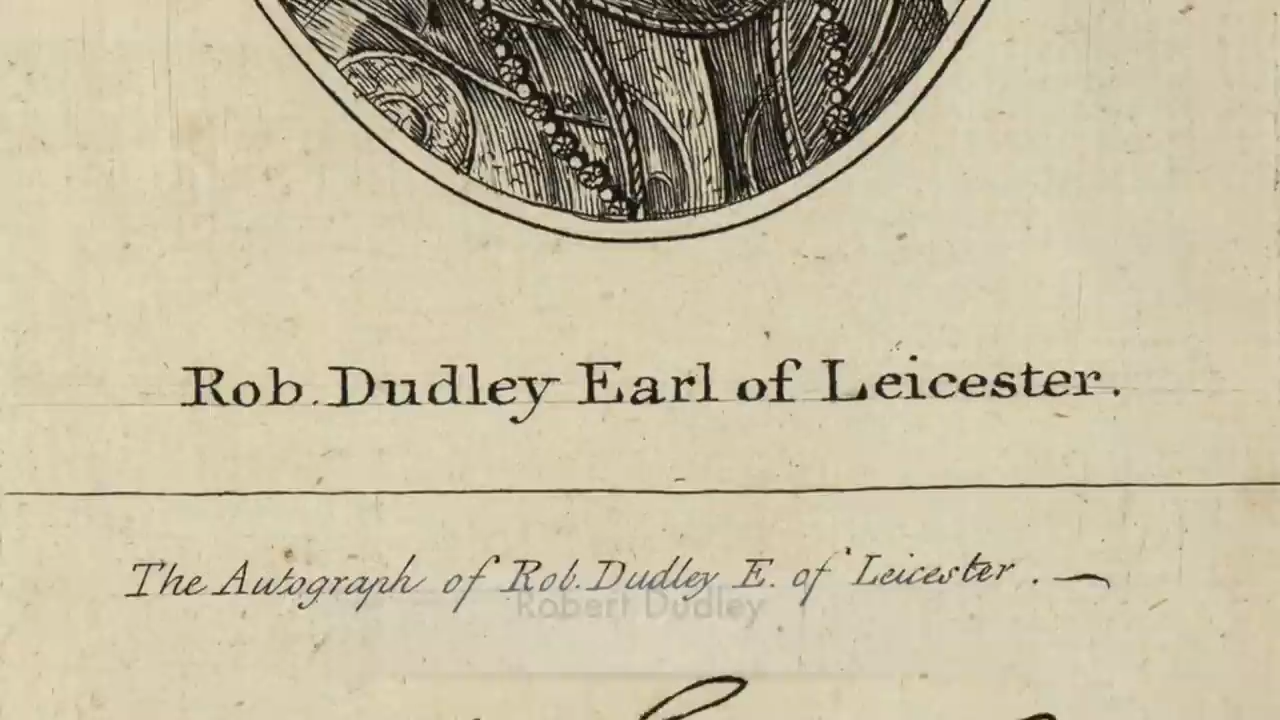 Rob. Dudley Earl of Leicester.
The Autograph of Rob. Dudley E. of Leicester.
Robert Dudley